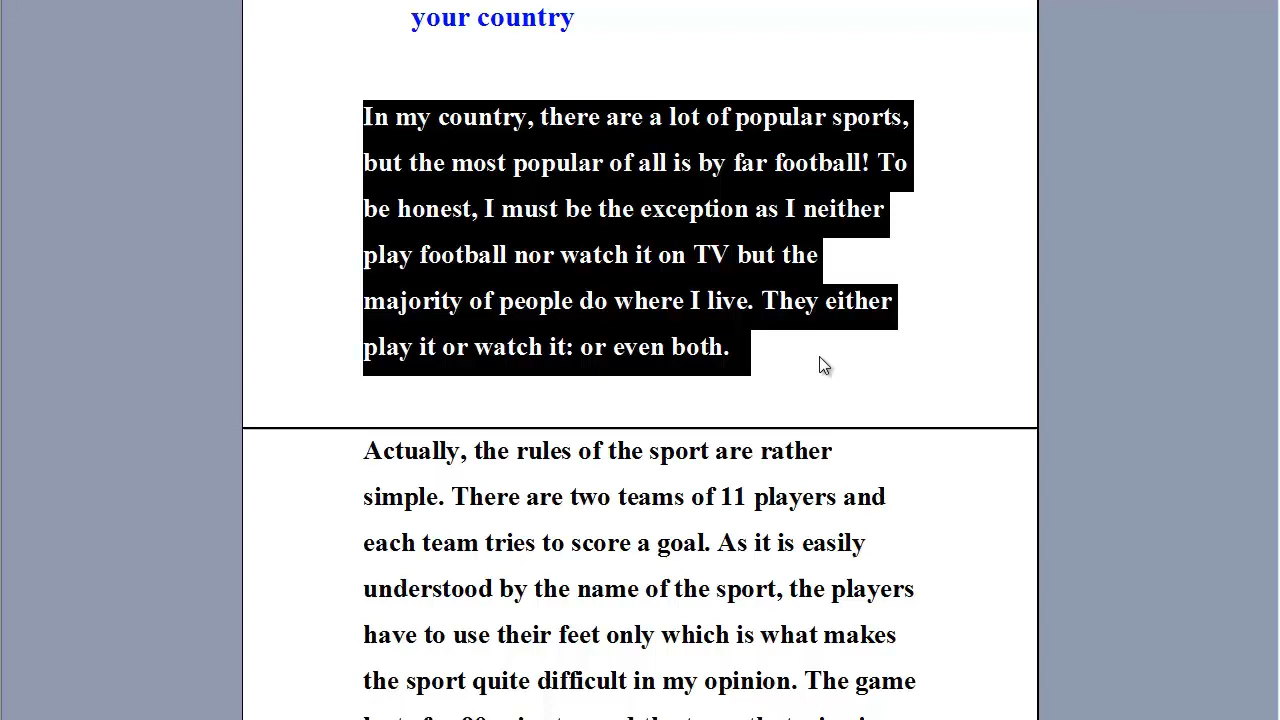 your country
In my country, there are a lot of popular sports,
but the most popular of all is by far football! To
be honest, I must be the exception as I neither
play football nor watch it on TV but the
majority of people do where I live. They either
play it or watch it: or even both.
Actually, the rules of the sport are rather
simple. There are two teams of 11 players and
each team tries to score a goal. As it is easily
understood by the name of the sport, the players
have to use their feet only which is what makes
the sport quite difficult in my opinion. The game